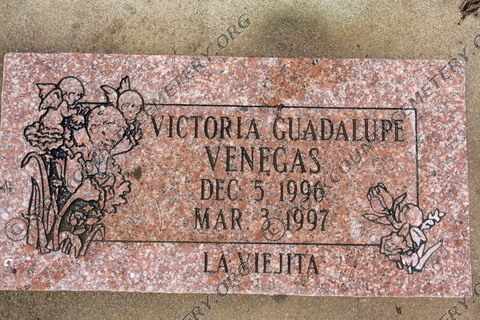 VICTORIA GUADALUPE
VENEGAS
DEC 5 1996
MAR 3 1997
LA VIEJITA